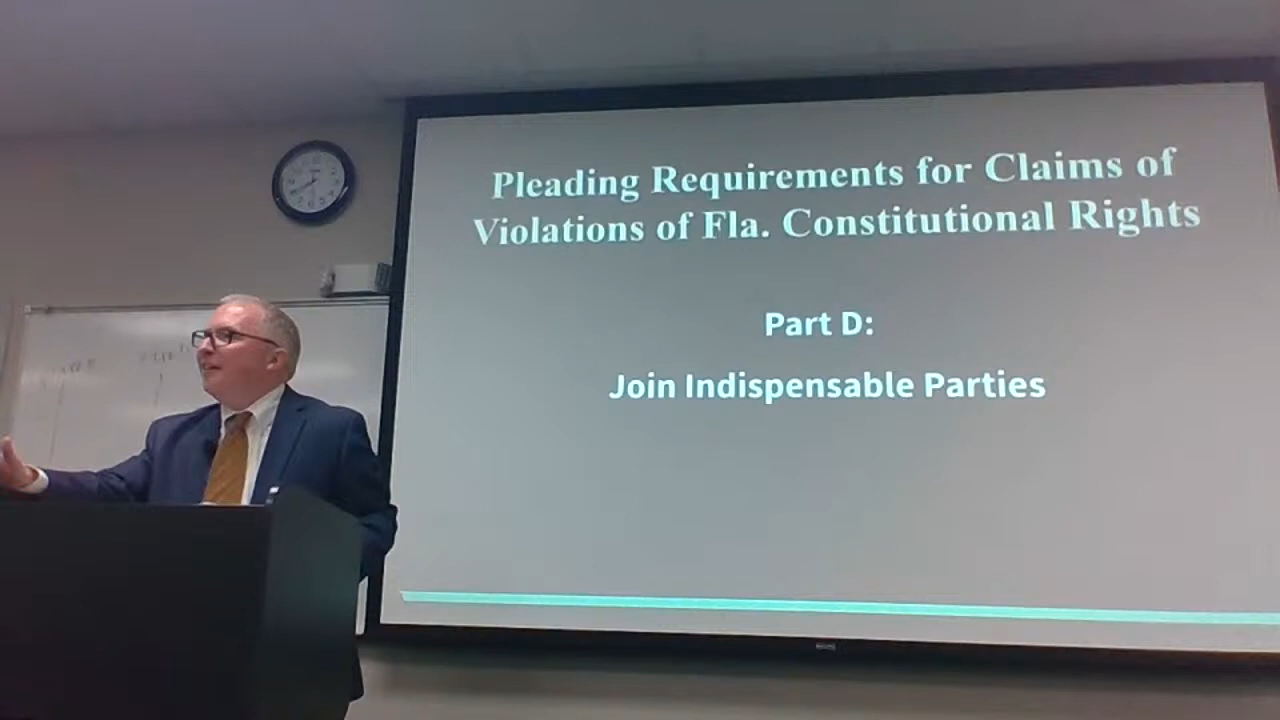 Pleading Requirements for Claims of
Violations of Fla. Constitutional Rights
Part D:
Join Indispensable Parties